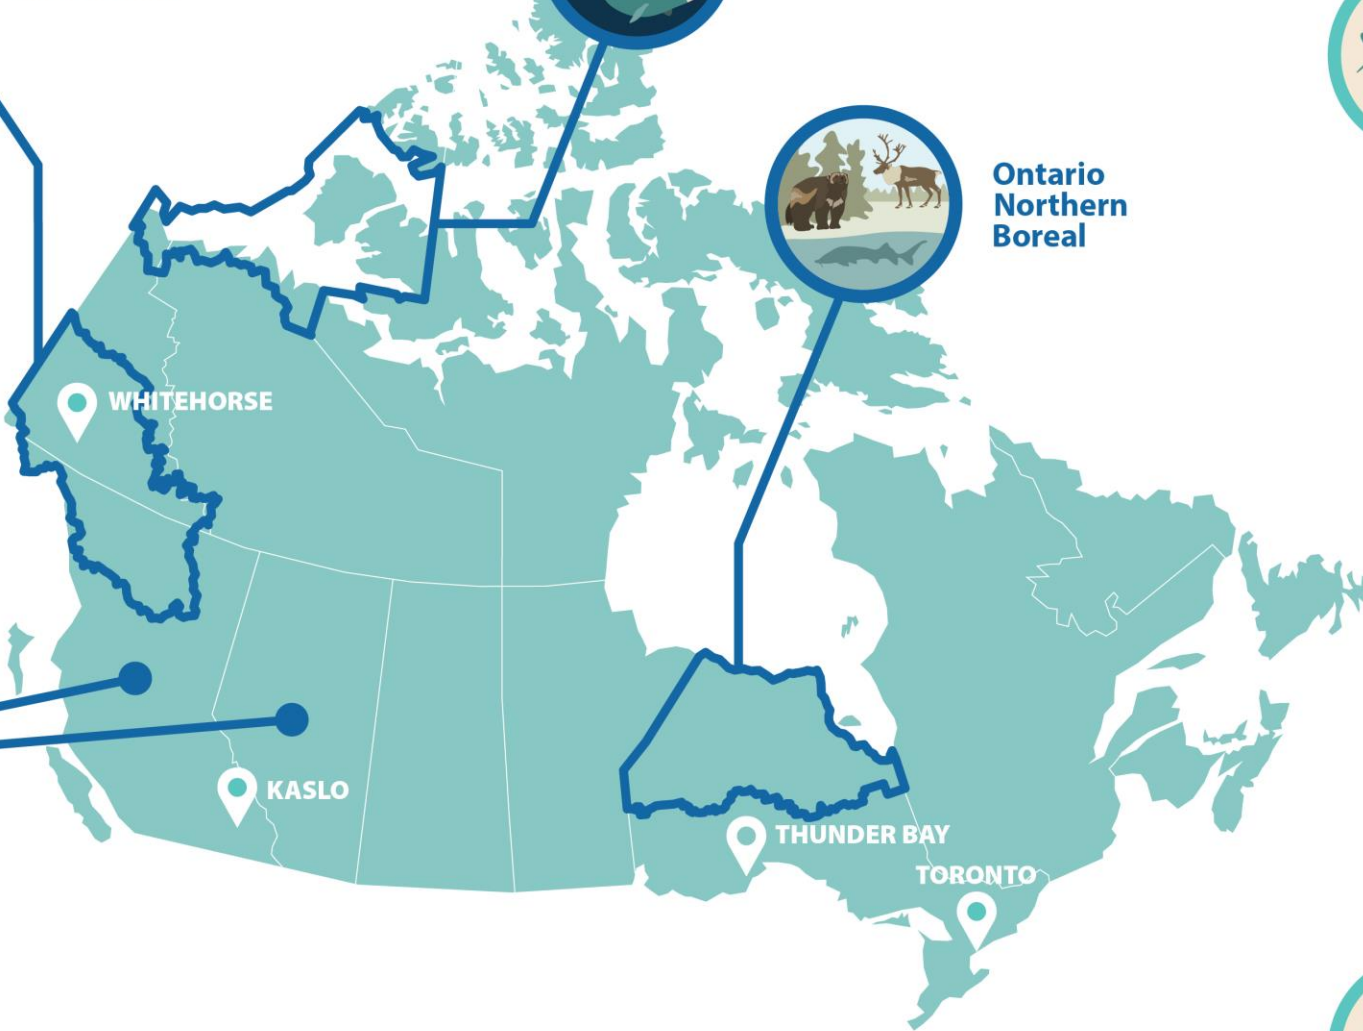 Ontario
Northern
Boreal
WHITEHORSE
KASLO
THUNDER BAY
TORONTO